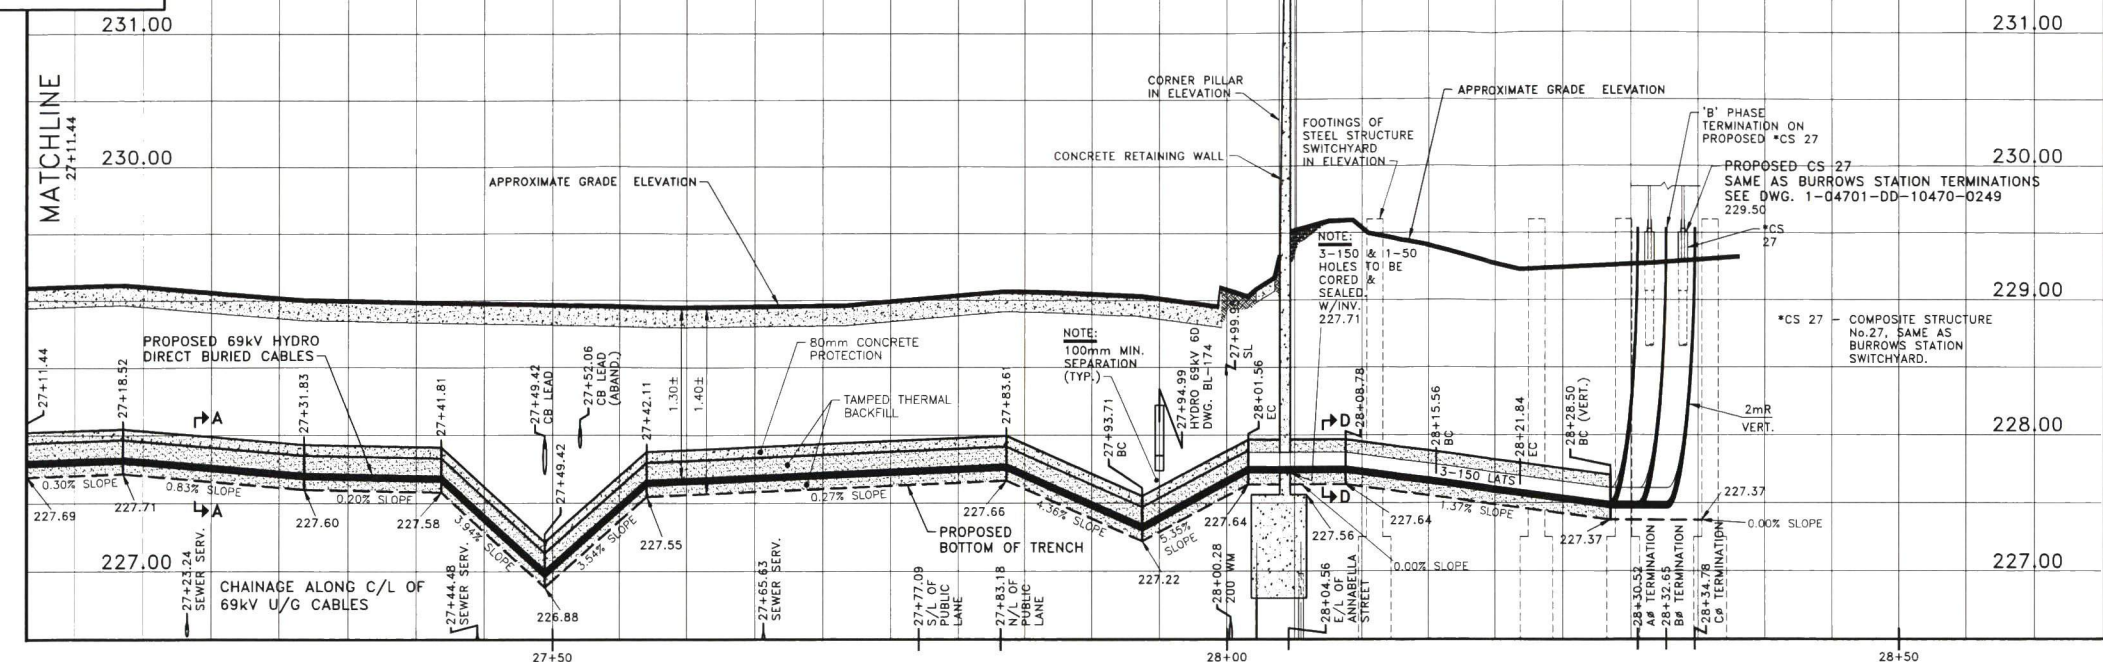 231.00
231.00
MATCHLINE
27+11.44
230.00
230.00
229.00
228.00
228.00
227.00
227.00
CORNER PILLAR
IN ELEVATION
APPROXIMATE GRADE ELEVATION
FOOTINGS OF
STEEL STRUCTURE
SWITCHYARD
IN ELEVATION
CONCRETE RETAINING WALL
APPROXIMATE GRADE ELEVATION
'B' PHASE
TERMINATION ON
PROPOSED *CS 27
PROPOSED CS 27
SAME AS BURROWS STATION TERMINATIONS
SEE DWG. 1-04701-DD-10470-0249
229.50
*CS
27
NOTE:
3-150 & 1-50
HOLES TO BE
CORED &
SEALED.
W/INV.
227.71
*CS 27 - COMPOSITE STRUCTURE
No.27, SAME AS
BURROWS STATION
SWITCHYARD.
PROPOSED 69kV HYDRO
DIRECT BURIED CABLES
27+11.44
27+18.52
A
A
27+31.83
27+41.81
27+49.42
CB LEAD
27+52.06
CB LEAD
(ABAND.)
27+49.42
27+42.11
1.30±
1.40±
80mm CONCRETE
PROTECTION
TAMPED THERMAL
BACKFILL
27+83.61
NOTE:
100mm MIN.
SEPARATION
(TYP.)
27+93.71
BC
27+94.99
HYDRO 69kV 6D
DWG. BL-174
SL
28+01.56
EC
D
D
28+08.78
28+15.56
BC
28+21.84
EC
28+28.50
BC (VERT.)
2mR
VERT.
3-150 LATS
0.30% SLOPE
0.83% SLOPE
0.20% SLOPE
3.94% SLOPE
3.54% SLOPE
0.27% SLOPE
4.36% SLOPE
5.35%
SLOPE
0.00% SLOPE
1.37% SLOPE
0.00% SLOPE
227.69
227.71
227.60
227.58
226.88
227.55
227.66
227.22
227.64
227.56
227.64
227.37
227.37
PROPOSED
BOTTOM OF TRENCH
CHAINAGE ALONG C/L OF
69kV U/G CABLES
27+23.24
SEWER SERV.
27+44.48
SEWER SERV.
27+65.63
SEWER SERV.
27+77.09
S/L OF
PUBLIC
LANE
27+83.18
N/L OF
PUBLIC
LANE
28+00.28
200 WM
28+04.56
E/L OF
ANNABELLA
STREET
28+30.52
Aø TERMINATION
28+32.65
Bø TERMINATION
28+34.78
Cø TERMINATION
27+50
28+00
28+50